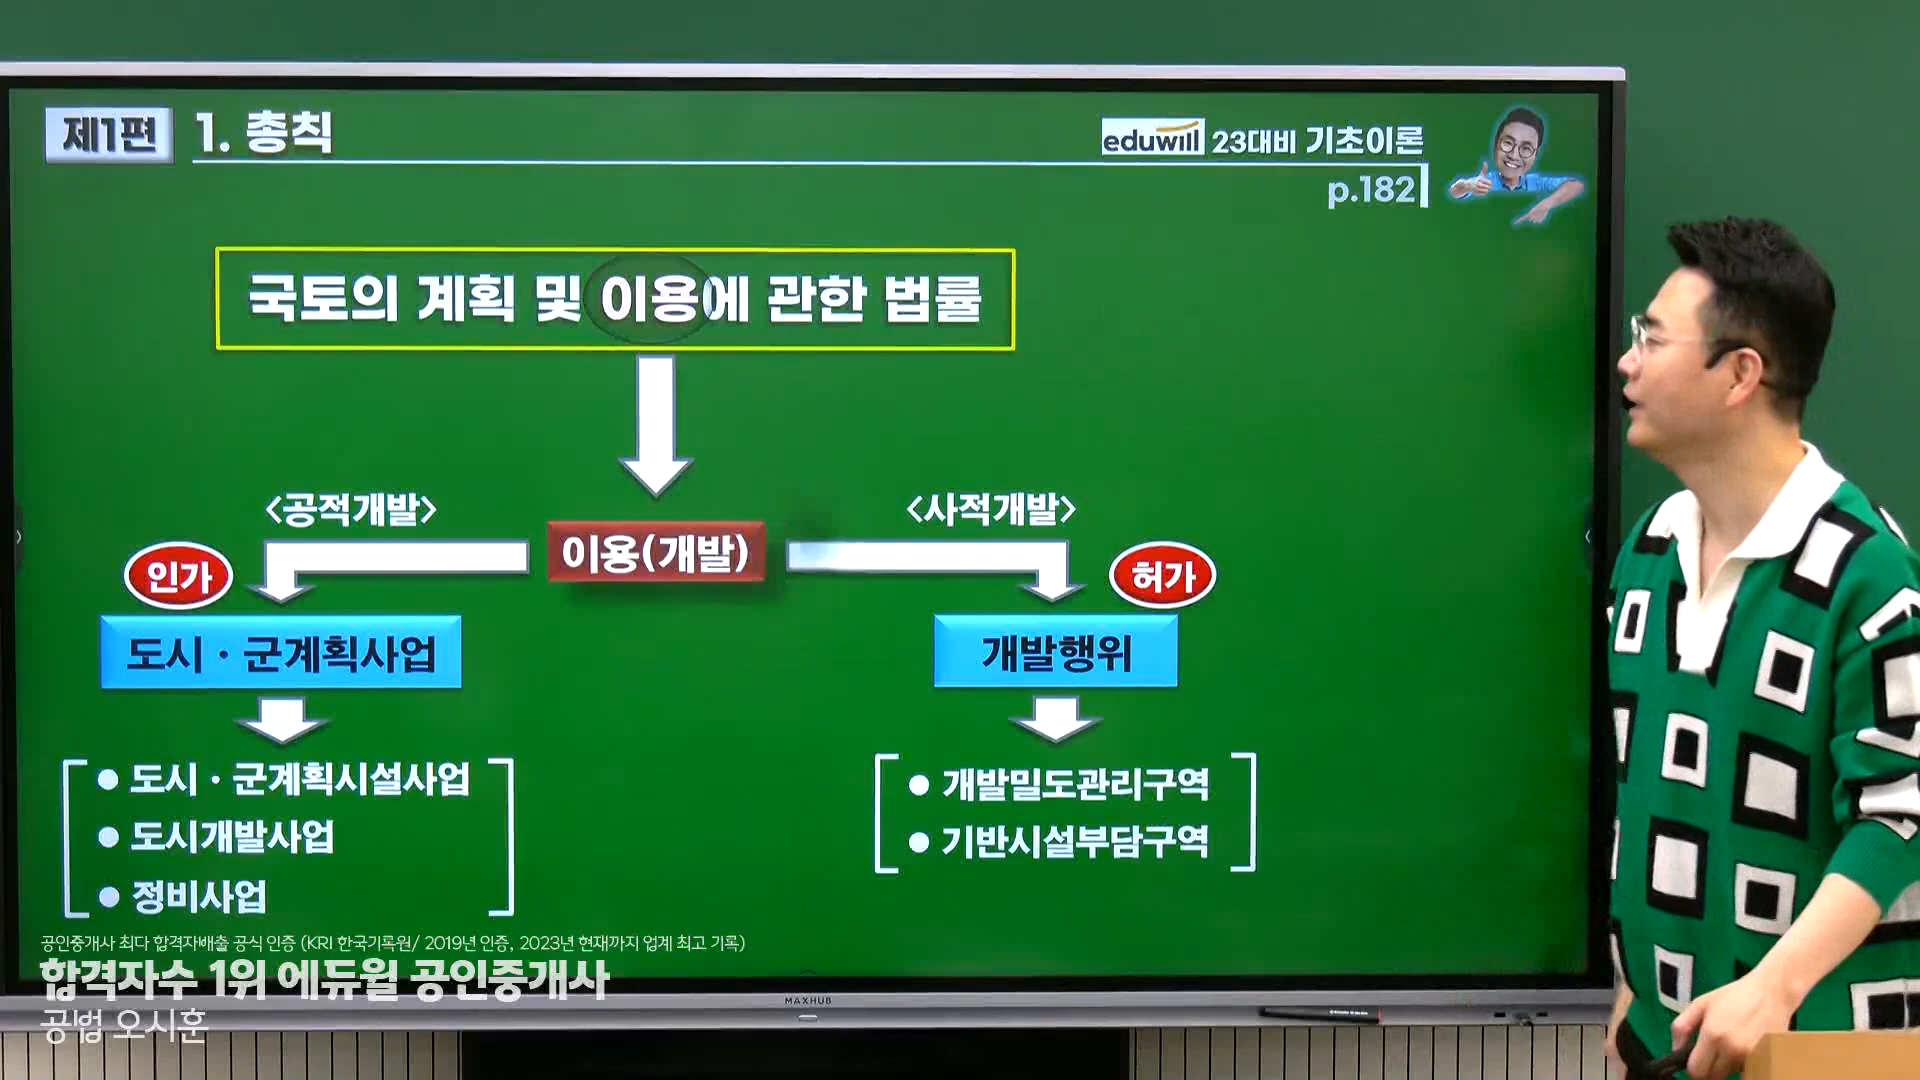 제1편
1. 총칙
eduwill 23대비 기초이론
p.182
국토의 계획 및 이용에 관한 법률
<공적개발>
<사적개발>
이용(개발)
인가
허가
도시 · 군계획사업
개발행위
● 도시 · 군계획시설사업
● 도시개발사업
● 정비사업
● 개발밀도관리구역
● 기반시설부담구역
공인중개사 최다 합격자배출 공식 인증 (KRI 한국기록원/ 2019년 인증, 2023년 현재까지 업계 최고 기록)
합격자수 1위 에듀윌 공인중개사
공법 오시훈
MAXHUB